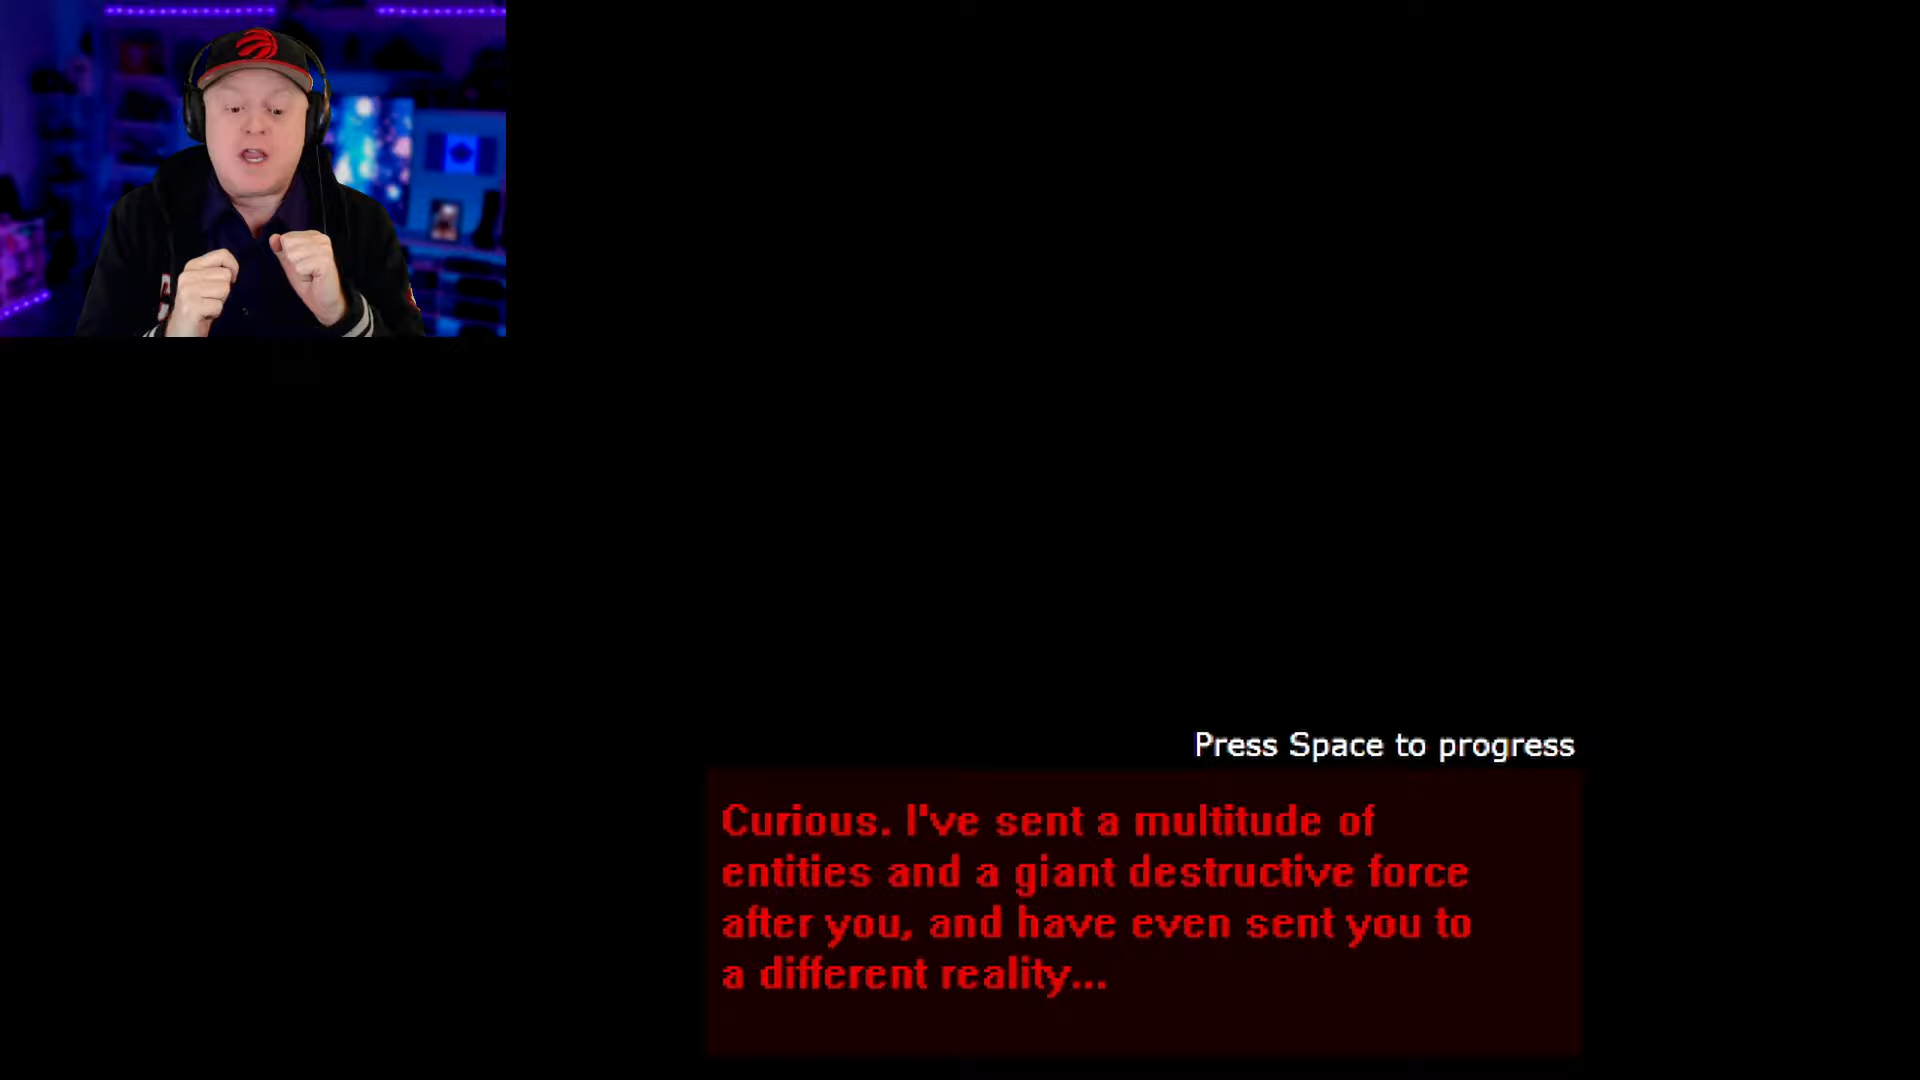 Press Space to progress
Curious. I've sent a multitude of
entities and a giant destructive force
after you, and have even sent you to
a different reality...